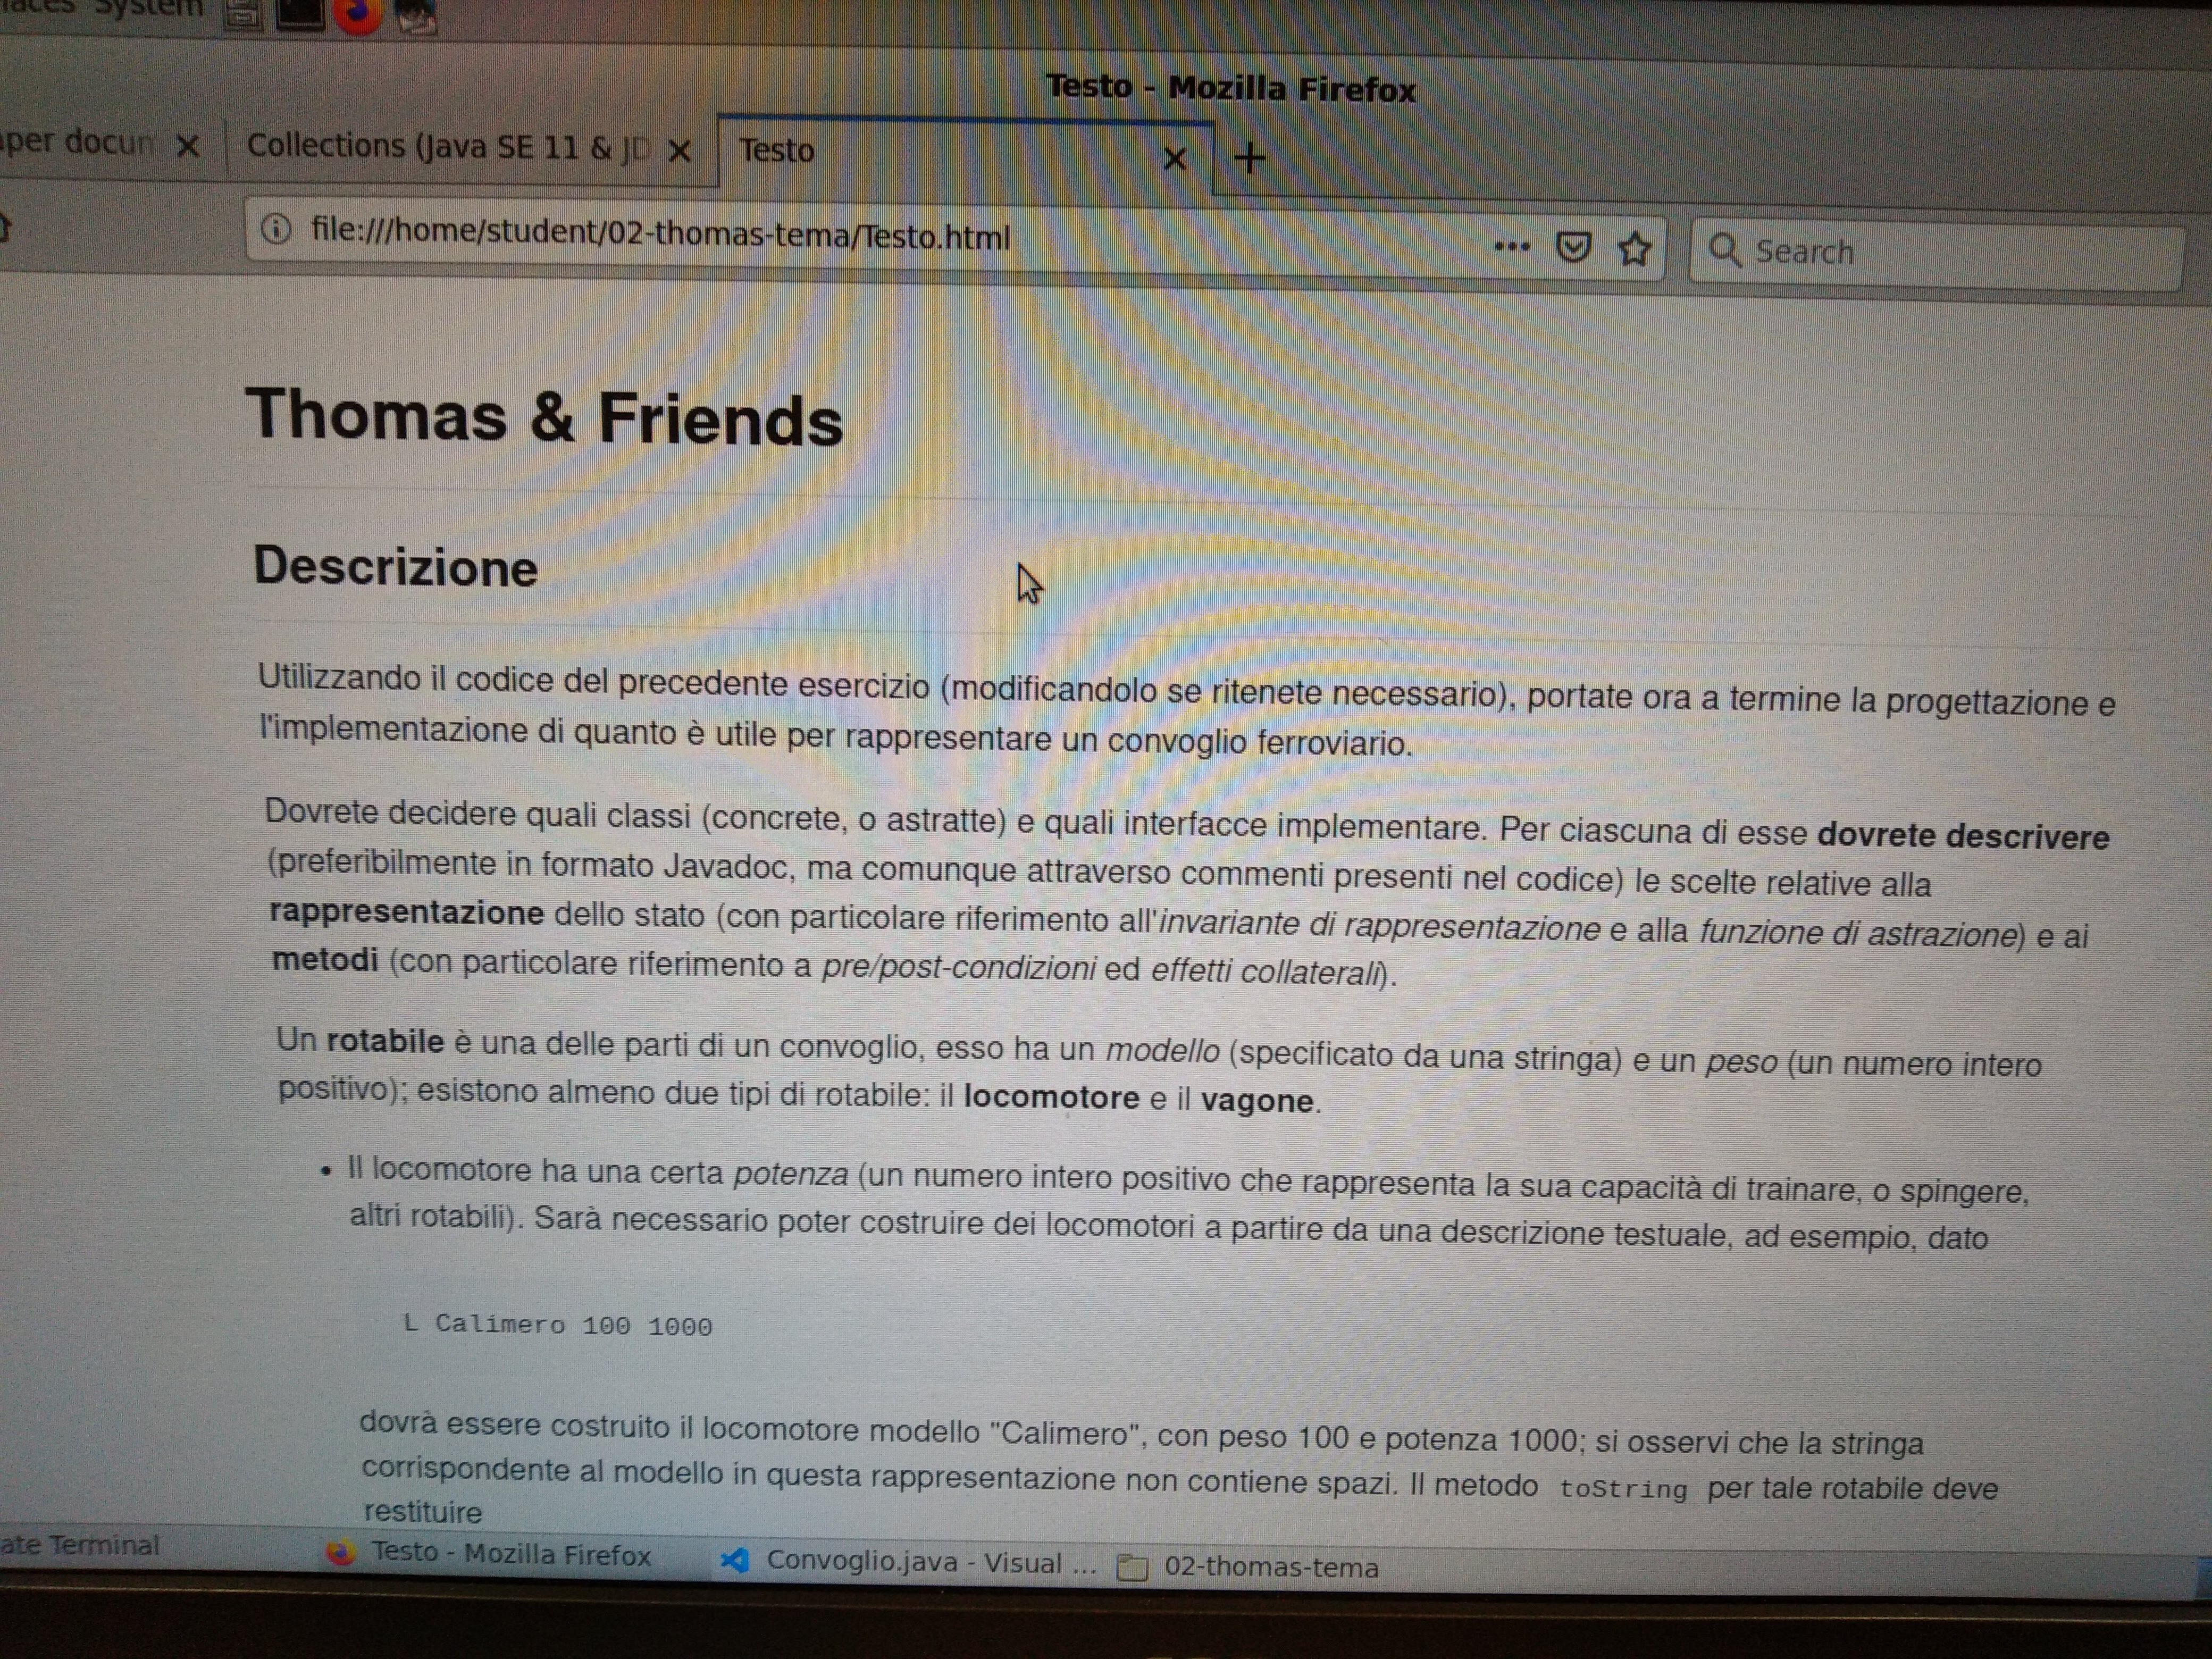 System
Testo - Mozilla Firefox
per docum
Collections (Java SE 11 & JD
Testo
file:///home/student/02-thomas-tema/Testo.html
Search
Thomas & Friends
Descrizione
Utilizzando il codice del precedente esercizio (modificandolo se ritenete necessario), portate ora a termine la progettazione e
l'implementazione di quanto è utile per rappresentare un convoglio ferroviario.
Dovrete decidere quali classi (concrete, o astratte) e quali interfacce implementare. Per ciascuna di esse dovrete descrivere
(preferibilmente in formato Javadoc, ma comunque attraverso commenti presenti nel codice) le scelte relative alla
rappresentazione dello stato (con particolare riferimento all'invariante di rappresentazione e alla funzione di astrazione) e ai
metodi (con particolare riferimento a pre/post-condizioni ed effetti collaterali).
Un rotabile è una delle parti di un convoglio, esso ha un modello (specificato da una stringa) e un peso (un numero intero
positivo); esistono almeno due tipi di rotabile: il locomotore e il vagone.
• Il locomotore ha una certa potenza (un numero intero positivo che rappresenta la sua capacità di trainare, o spingere,
altri rotabili). Sarà necessario poter costruire dei locomotori a partire da una descrizione testuale, ad esempio, dato
L Calimero 100 1000
dovrà essere costruito il locomotore modello "Calimero", con peso 100 e potenza 1000; si osservi che la stringa
corrispondente al modello in questa rappresentazione non contiene spazi. Il metodo toString per tale rotabile deve
restituire
ate Terminal
Testo - Mozilla Firefox
Convoglio.java - Visual ...
02-thomas-tema